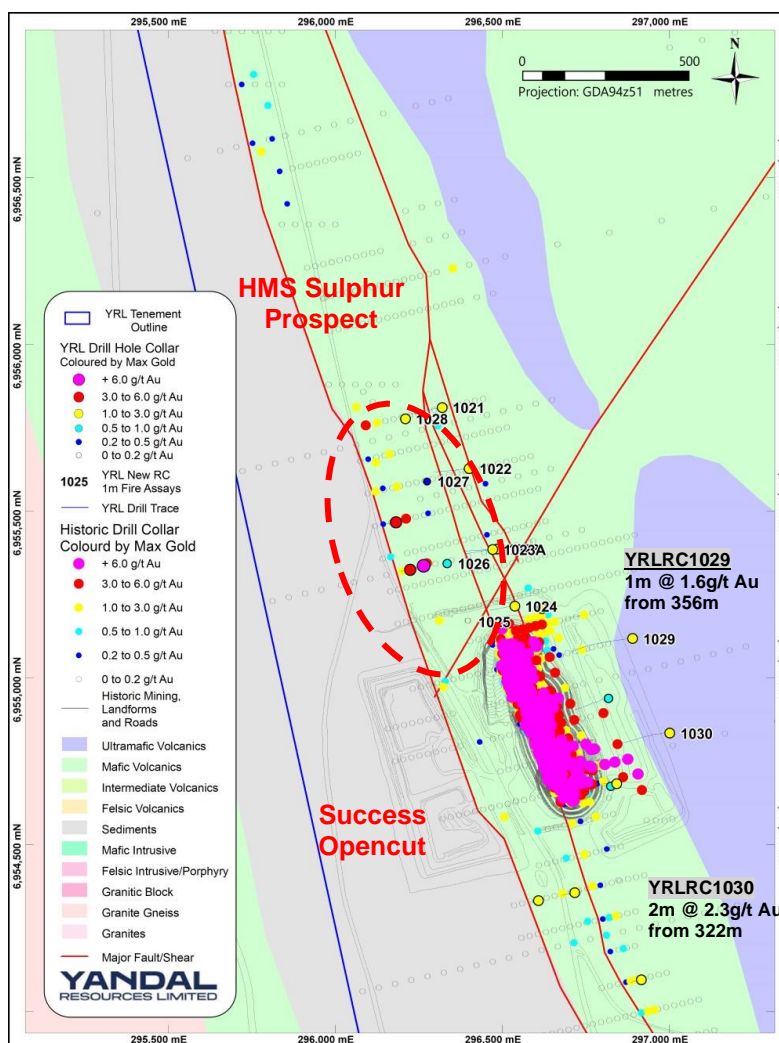 295,500 mE
296,000 mE
296,500 mE
297,000 mE
N
0
500
Projection: GDA94z51 metres
6,956,500 mN
6,956,000 mN
6,955,500 mN
6,955,000 mN
6,954,500 mN
HMS Sulphur
Prospect
YRL Tenement
Outline
YRL Drill Hole Collar
Coloured by Max Gold
+ 6.0 g/t Au
3.0 to 6.0 g/t Au
1.0 to 3.0 g/t Au
0.5 to 1.0 g/t Au
0.2 to 0.5 g/t Au
0 to 0.2 g/t Au
1025 YRL New RC
1m Fire Assays
YRL Drill Trace
Historic Drill Collar
Colourd by Max Gold
+ 6.0 g/t Au
3.0 to 6.0 g/t Au
1.0 to 3.0 g/t Au
0.5 to 1.0 g/t Au
0.2 to 0.5 g/t Au
0 to 0.2 g/t Au
Historic Mining,
Landforms
and Roads
Ultramafic Volcanics
Mafic Volcanics
Intermediate Volcanics
Felsic Volcanics
Sediments
Mafic Intrusive
Felsic Intrusive/Porphyry
Granitic Block
Granite Gneiss
Granites
Major Fault/Shear
YANDAL
RESOURCES LIMITED
1021
1028
1022
1027
1023A
1026
1024
1025
1029
1030
YRLRC1029
1m @ 1.6g/t Au
from 356m
Success
Opencut
YRLRC1030
2m @ 2.3g/t Au
from 322m
295,500 mE
296,000 mE
296,500 mE
297,000 mE